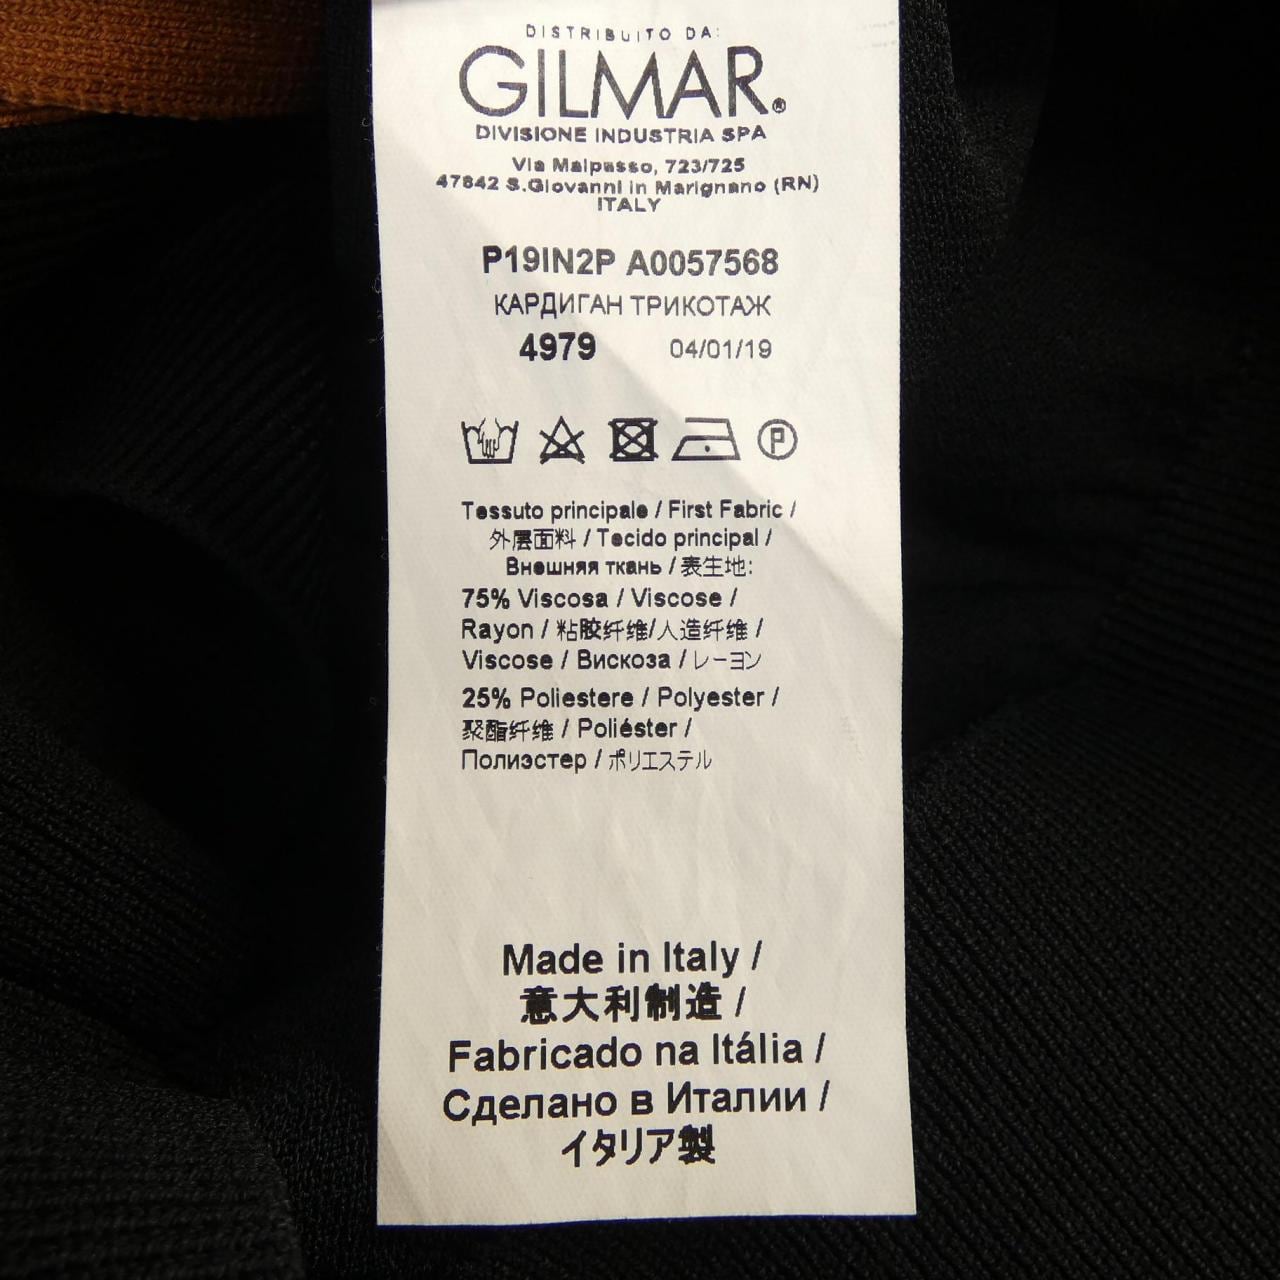 DISTRIBUITO DA:
GILMAR®
DIVISIONE INDUSTRIA SPA
Via Malpasso, 723/725
47842 S.Giovanni in Marignano (RN)
ITALY
P19IN2P A0057568
КАРДИГАН ТРИКОТАЖ
4979 04/01/19
P
Tessuto principale / First Fabric /
外层面料 / Tecido principal /
Внешняя ткань / 表生地:
75% Viscosa / Viscose /
Rayon / 粘胶纤维/人造纤维 /
Viscose / Вискоза / レーヨン
25% Poliestere / Polyester /
聚酯纤维 / Poliéster /
Полиэстер / ポリエステル
Made in Italy /
意大利制造 /
Fabricado na Itália /
Сделано в Италии /
イタリア製